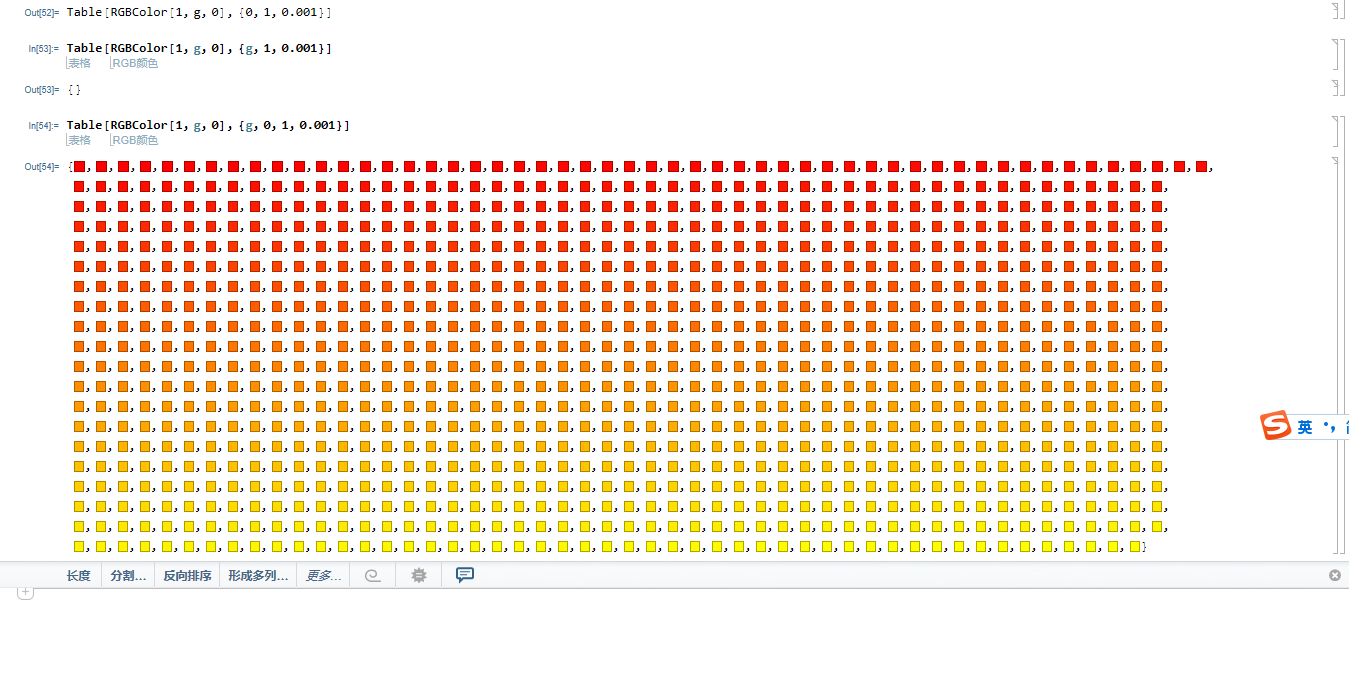 Out[52]= Table[RGBColor[1, g, 0], {0, 1, 0.001}]
In[53]:= Table[RGBColor[1, g, 0], {g, 1, 0.001}]
表格 RGB颜色
Out[53]= {}
In[54]:= Table[RGBColor[1, g, 0], {g, 0, 1, 0.001}]
表格 RGB颜色
Out[54]=
英
长度 分割... 反向排序 形成多列... 更多...